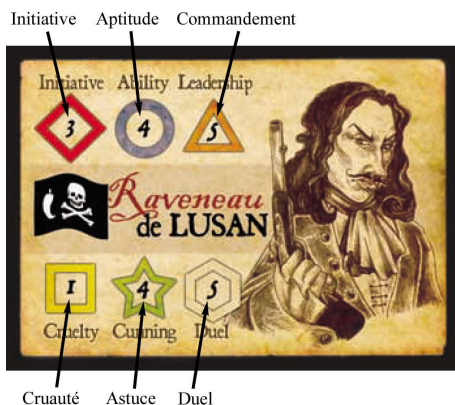 Initiative Aptitude Commandement
Initiative Ability Leadership
3 4 5
Raveneau
de LUSAN
1 4 5
Cruelty Cunning Duel
Cruauté Astuce Duel